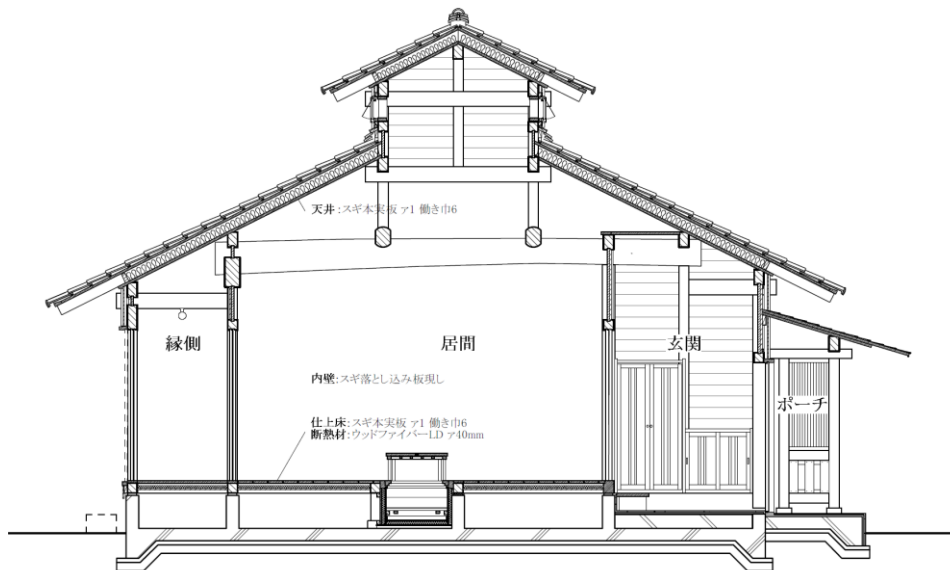 天井:スギ本実板 ァ1 働き巾6
縁側
居間
玄関
内壁:スギ落とし込み板現し
ポーチ
仕上床:スギ本実板 ァ1 働き巾6
断熱材:ウッドファイバーLD ァ40mm